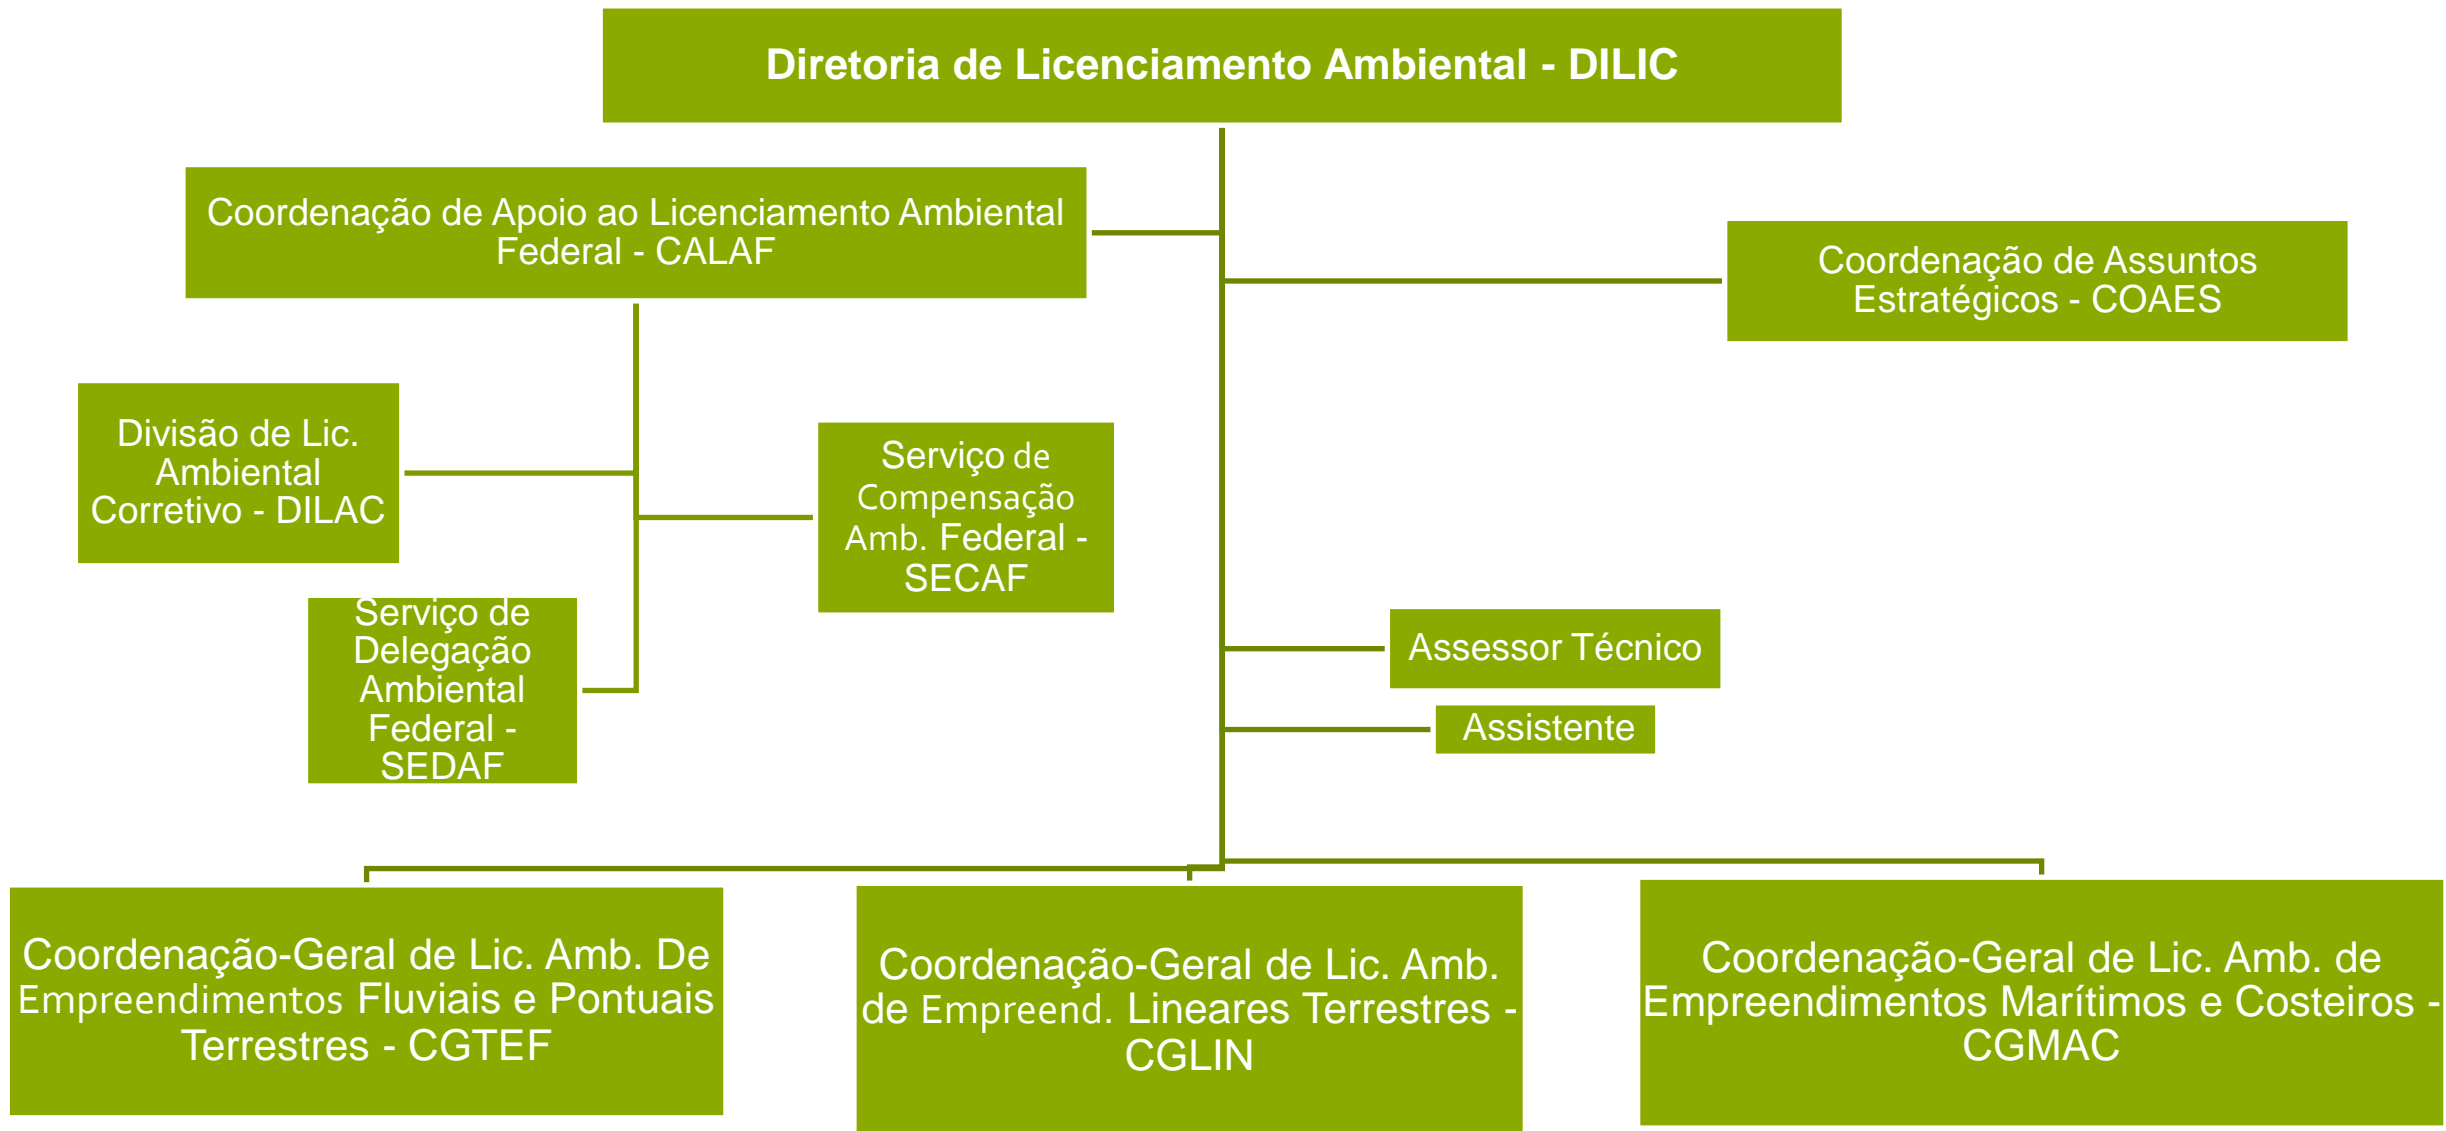 Diretoria de Licenciamento Ambiental - DILIC
Coordenação de Apoio ao Licenciamento Ambiental
Federal - CALAF
Coordenação de Assuntos
Estratégicos - COAES
Divisão de Lic.
Ambiental
Corretivo - DILAC
Serviço de
Compensação
Amb. Federal -
SECAF
Serviço de
Delegação
Ambiental
Federal -
SEDAF
Assessor Técnico
Assistente
Coordenação-Geral de Lic. Amb. De
Empreendimentos Fluviais e Pontuais
Terrestres - CGTEF
Coordenação-Geral de Lic. Amb.
de Empreend. Lineares Terrestres -
CGLIN
Coordenação-Geral de Lic. Amb. de
Empreendimentos Marítimos e Costeiros -
CGMAC